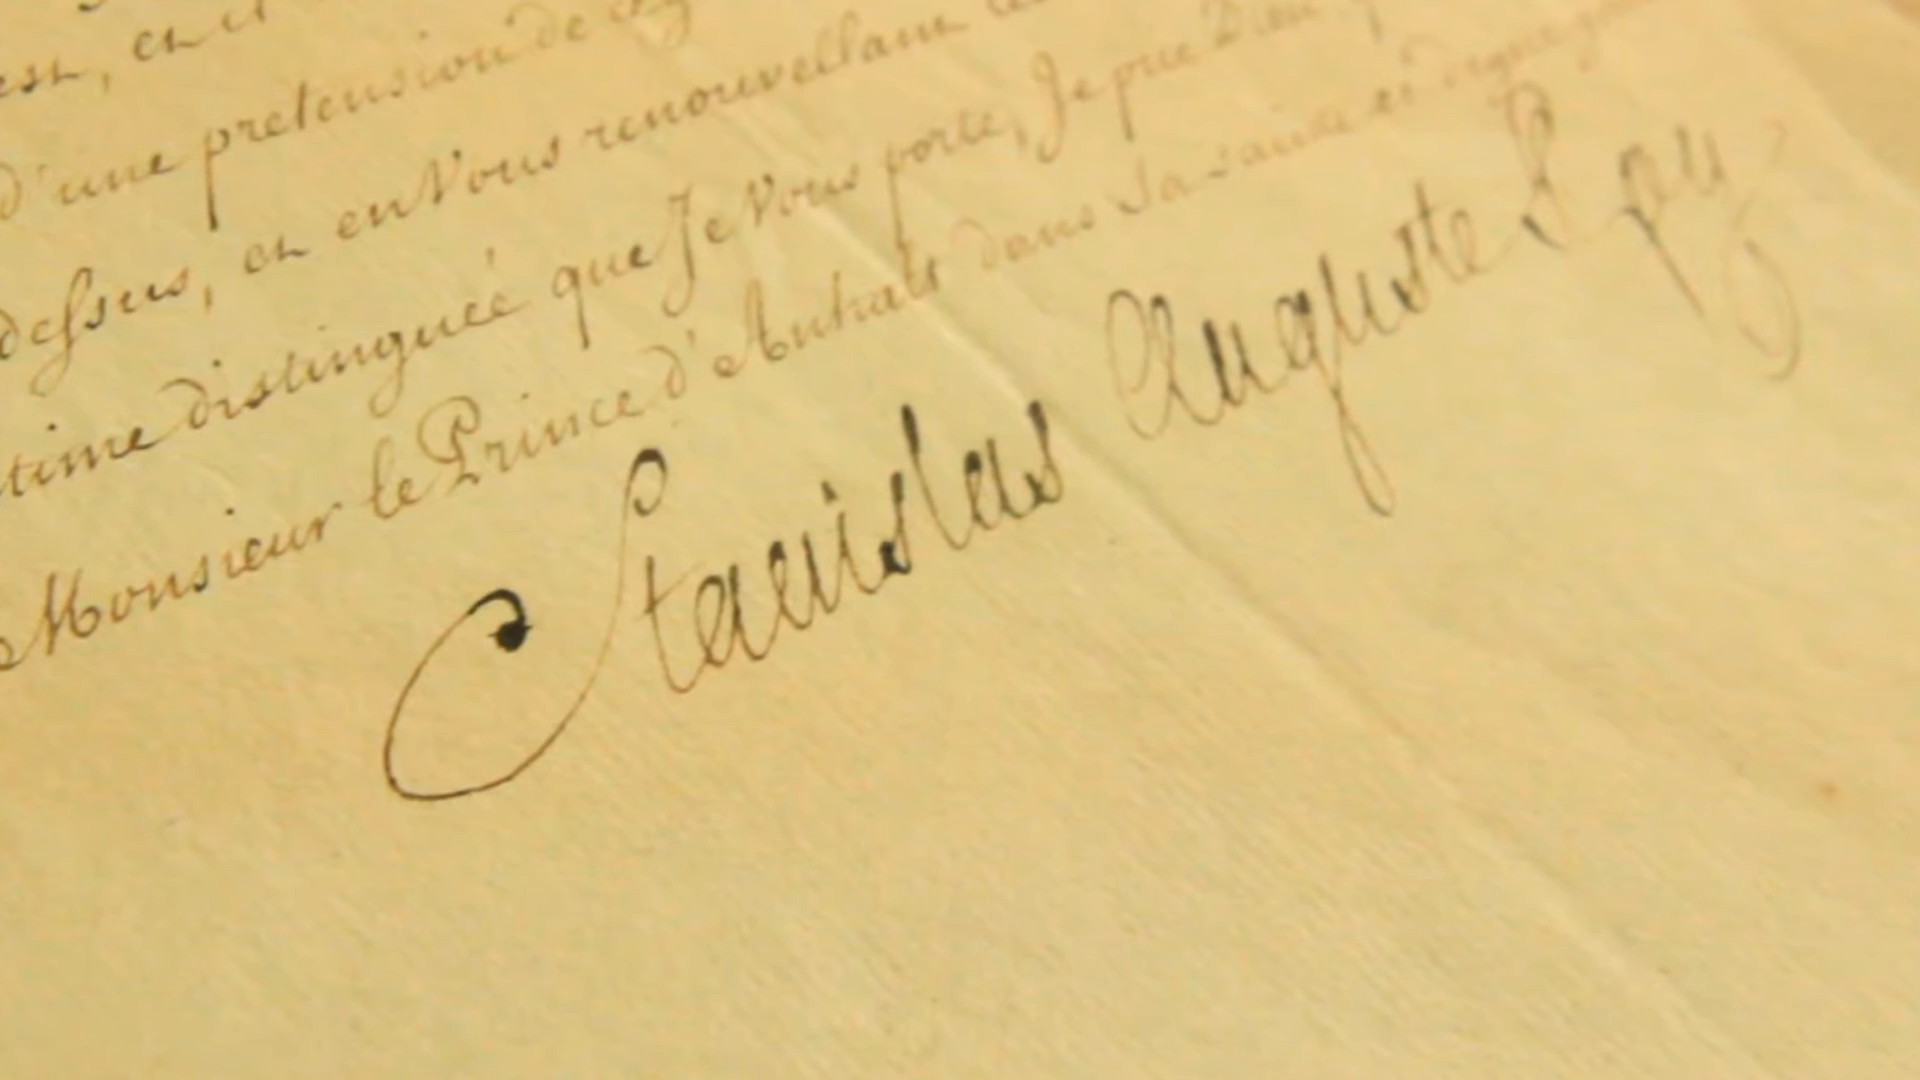 d'une pretension de
dessus, et en Vous renouvellant
time distinguée que Je Vous porte, Je prie Dieu
Monsieur le Prince d'Anhalt dans Sa sainte et digne
Stanislas Auguste Roy